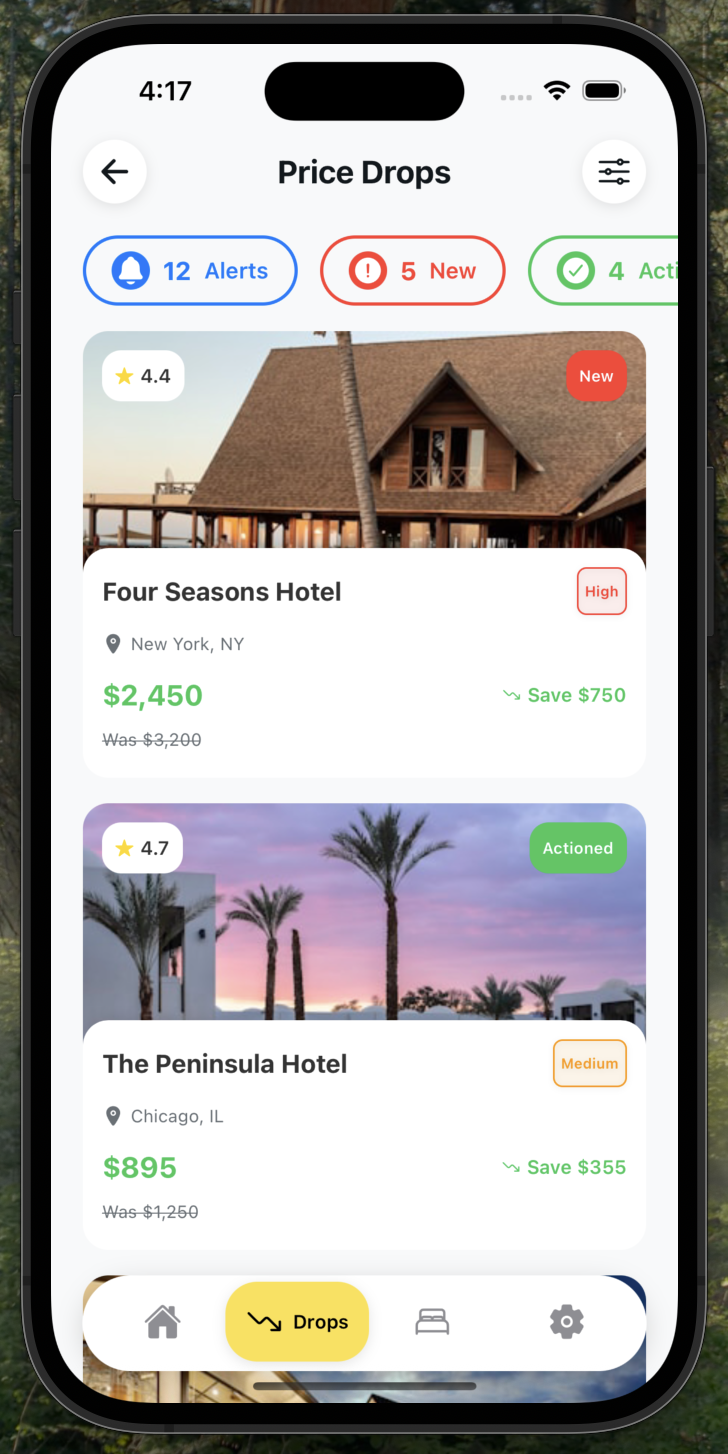 4:17
Price Drops
12 Alerts
5 New
4 Acti
4.4
New
Four Seasons Hotel
High
New York, NY
$2,450
Save $750
Was $3,200
4.7
Actioned
The Peninsula Hotel
Medium
Chicago, IL
$895
Save $355
Was $1,250
Drops